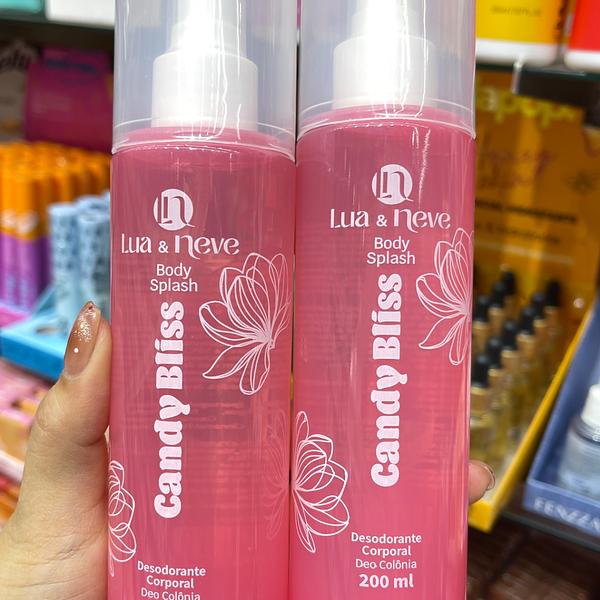 LN
Lua & Neve
Body
Splash
Candy Bliss
Desodorante
Corporal
Deo Colônia
LN
Lua & Neve
Body
Splash
Candy Bliss
Desodorante
Corporal
Deo Colônia
200 ml